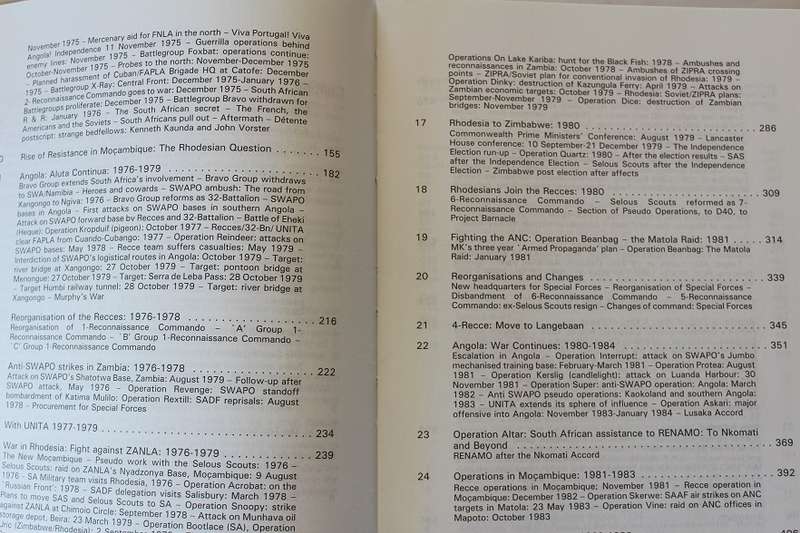 November 1975 – Mercenary aid for FNLA in the north – Viva Portugal! Viva
Angola! Independence 11 November 1975 – Guerrilla operations behind
enemy lines: November 1975 – Battlegroup Foxbat: operations continue:
October-November 1975 – Probes to the north: November-December 1975
– Planned harassment of Cuban/FAPLA Brigade HQ at Catofe: December
1975 – Battlegroup X-Ray: Central Front: December 1975-January 1976 –
2-Reconnaissance Commando goes to war: December 1975 – South African
Battlegroups proliferate: December 1975 – Battlegroup Bravo withdrawn for
R & R: January 1976 – The South African secret – The French, the
Americans and the Soviets – South Africans pull out – Aftermath – Détente
postscript: strange bedfellows: Kenneth Kaunda and John Vorster
Rise of Resistance in Moçambique: The Rhodesian Question . . . . . . . 155
Angola: Aluta Continua: 1976-1979 . . . . . . . . . . . . . . . . . . . . . . . 182
Bravo Group extends South Africa's involvement – Bravo Group withdraws
to SWA/Namibia – Heroes and cowards – SWAPO ambush: The road from
Xangongo to Ngiva: 1976 – Bravo Group reforms as 32-Battalion – SWAPO
bases in Angola – First attacks on SWAPO bases in southern Angola –
Attack on SWAPO forward base by Recces and 32-Battalion – Battle of Eheki
(Heque): Operation Kropduif (pigeon): October 1977 – Recces/32-Bn/ UNITA
clear FAPLA from Cuando-Cubango: 1977 – Operation Reindeer: attacks on
SWAPO bases: May 1978 – Recce team suffers casualties: May 1979 –
Interdiction of SWAPO's logistical routes in Angola: October 1979 – Target:
river bridge at Xangongo: 27 October 1979 – Target: pontoon bridge at
Menongue: 27 October 1979 – Target: Serra de Leba Pass: 28 October 1979
– Target Humbi railway tunnel: 28 October 1979 – Target: river bridge at
Xangongo – Murphy's War
Reorganisation of the Recces: 1976-1978 . . . . . . . . . . . . . . . . . . 216
Reorganisation of 1-Reconnaissance Commando – `A' Group 1-
Reconnaissance Commando – `B' Group 1-Reconnaissance Commando –
`C' Group 1-Reconnaissance Commando
Anti-SWAPO strikes in Zambia: 1976-1978 . . . . . . . . . . . . . . . . . 222
Attack on SWAPO's Shatotwa Base, Zambia: August 1979 – Follow-up after
SWAPO attack, May 1976 – Operation Revenge: SWAPO standoff
bombardment of Katima Mulilo: Operation Rextill: SADF reprisals: August
1978 – Procurement for Special Forces
With UNITA 1977-1979 . . . . . . . . . . . . . . . . . . . . . . . . . . . . . . 234
War in Rhodesia: Fight against ZANLA: 1976-1979 . . . . . . . . . . . . . 239
The New Moçambique – Pseudo work with the Selous Scouts: 1976 –
Selous Scouts: raid on ZANLA's Nyadzonya Base, Moçambique: 9 August
1976 – SA Military team visits Rhodesia, 1976 – Operation Acrobat: on the
`Russian Front': 1978 – SADF delegation visits Salisbury: March 1978 –
Plans to move SAS and Selous Scouts to SA – Operation Snoopy: strike
against ZANLA at Chimoio Circle: September 1978 – Attack on Munhava oil
storage depot, Beira: 23 March 1979 – Operation Bootlace (SA), Operation
(Zimbabwe/Rhodesia):
Operations On Lake Kariba: hunt for the Black Fish: 1978 – Ambushes and
reconnaissances in Zambia: October 1978 – Ambushes of ZIPRA crossing
points – ZIPRA/Soviet plan for conventional invasion of Rhodesia: 1979 –
Operation Dinky: destruction of Kazungula Ferry: April 1979 – Attacks on
Zambian economic targets: October 1979 – Rhodesia: Soviet/ZIPRA plans:
September-November 1979 – Operation Dice: destruction of Zambian
bridges: November 1979
17 Rhodesia to Zimbabwe: 1980 . . . . . . . . . . . . . . . . . . . . . . . . . . 286
Commonwealth Prime Ministers' Conference: August 1979 – Lancaster
House conference: 10 September-21 December 1979 – The Independence
Election run-up – Operation Quartz: 1980 – After the election results – SAS
after the Independence Election – Selous Scouts after the Independence
Election – Zimbabwe post election after affects
18 Rhodesians Join the Recces: 1980 . . . . . . . . . . . . . . . . . . . . . . . 309
6-Reconnaissance Commando – Selous Scouts reformed as 7-
Reconnaissance Commando – Section of Pseudo Operations, to D40, to
Project Barnacle
19 Fighting the ANC: Operation Beanbag – the Matola Raid: 1981 . . . . . 314
MK's three year `Armed Propaganda' plan – Operation Beanbag: The Matola
Raid: January 1981
20 Reorganisations and Changes . . . . . . . . . . . . . . . . . . . . . . . . . . 339
New headquarters for Special Forces – Reorganisation of Special Forces –
Disbandment of 6-Reconnaissance Commando – 5-Reconnaissance
Commando: ex-Selous Scouts resign – Changes of command: Special Forces
21 4-Recce: Move to Langebaan . . . . . . . . . . . . . . . . . . . . . . . . . . 345
22 Angola: War Continues: 1980-1984 . . . . . . . . . . . . . . . . . . . . . . 351
Escalation in Angola – Operation Interrupt: attack on SWAPO's Jumbo
mechanised training base: February-March 1981 – Operation Protea: August
1981 – Operation Kerslig (candlelight): attack on Luanda Harbour: 30
November 1981 – Operation Super: anti-SWAPO operation: Angola: March
1982 – Anti SWAPO pseudo operations: Kaokoland and southern Angola:
1983 – UNITA extends its sphere of influence – Operation Askari: major
offensive into Angola: November 1983-January 1984 – Lusaka Accord
23 Operation Altar: South African assistance to RENAMO: To Nkomati
and Beyond . . . . . . . . . . . . . . . . . . . . . . . . . . . . . . . . . . . . . 369
RENAMO after the Nkomati Accord
24 Operations in Moçambique: 1981-1983 . . . . . . . . . . . . . . . . . . . 392
Recce operations in Moçambique: November 1981 – Recce operation in
Moçambique: December 1982 – Operation Skerwe: SAAF air strikes on ANC
targets in Matola: 23 May 1983 – Operation Vine: raid on ANC offices in
Mapoto: October 1983